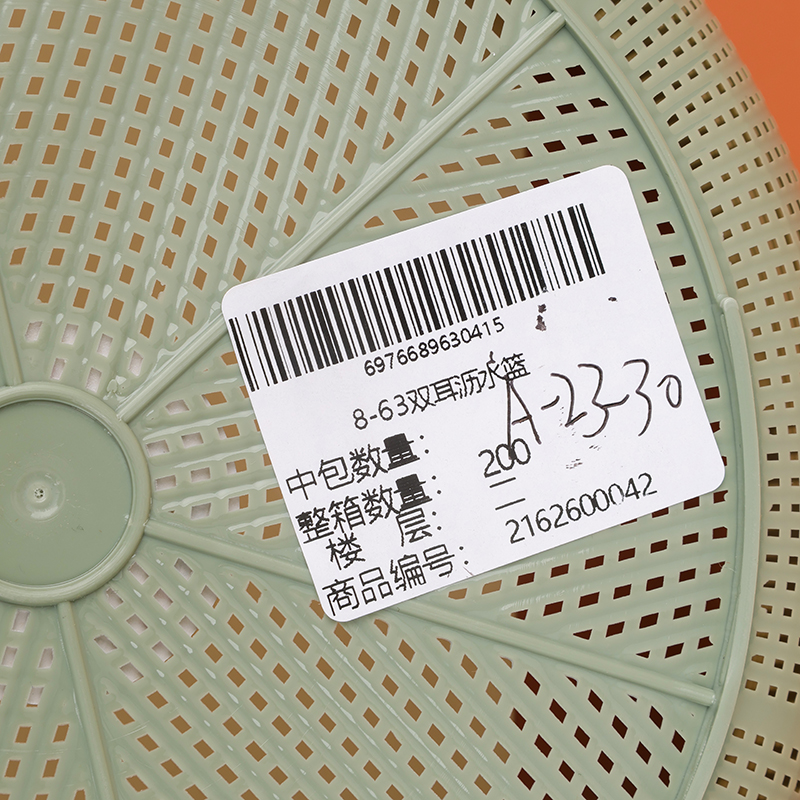 6976689630415
8-63双耳沥水篮
A-23-30
中包数量:
整箱数量: 200
楼 层: 二
商品编号: 2162600042